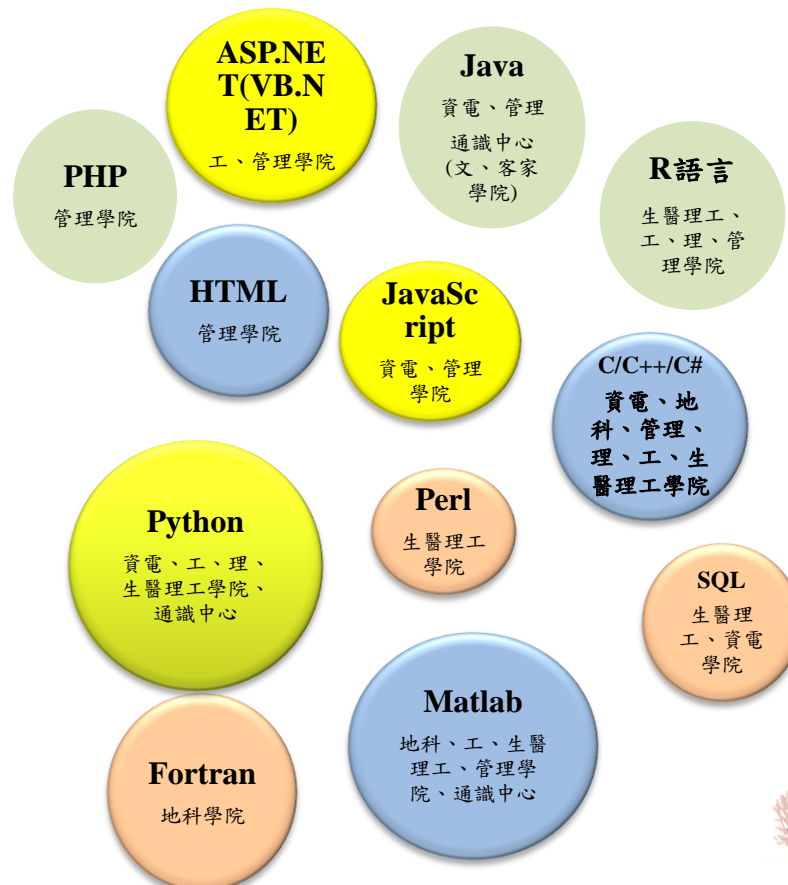 ASP.NE
T(VB.N
ET)
工、管理學院
Java
資電、管理
通識中心
(文、客家
學院)
PHP
管理學院
R語言
生醫理工、
工、理、管
理學院
HTML
管理學院
JavaSc
ript
資電、管理
學院
C/C++/C#
資電、地
科、管理、
理、工、生
醫理工學院
Python
資電、工、理、
生醫理工學院、
通識中心
Perl
生醫理工
學院
SQL
生醫理
工、資電
學院
Matlab
地科、工、生醫
理工、管理學
院、通識中心
Fortran
地科學院